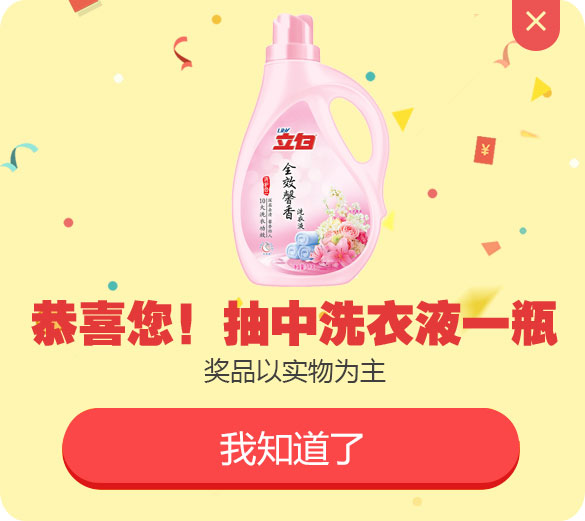 立白
全效馨香
洗衣液
恭喜您！抽中洗衣液一瓶
奖品以实物为主
我知道了